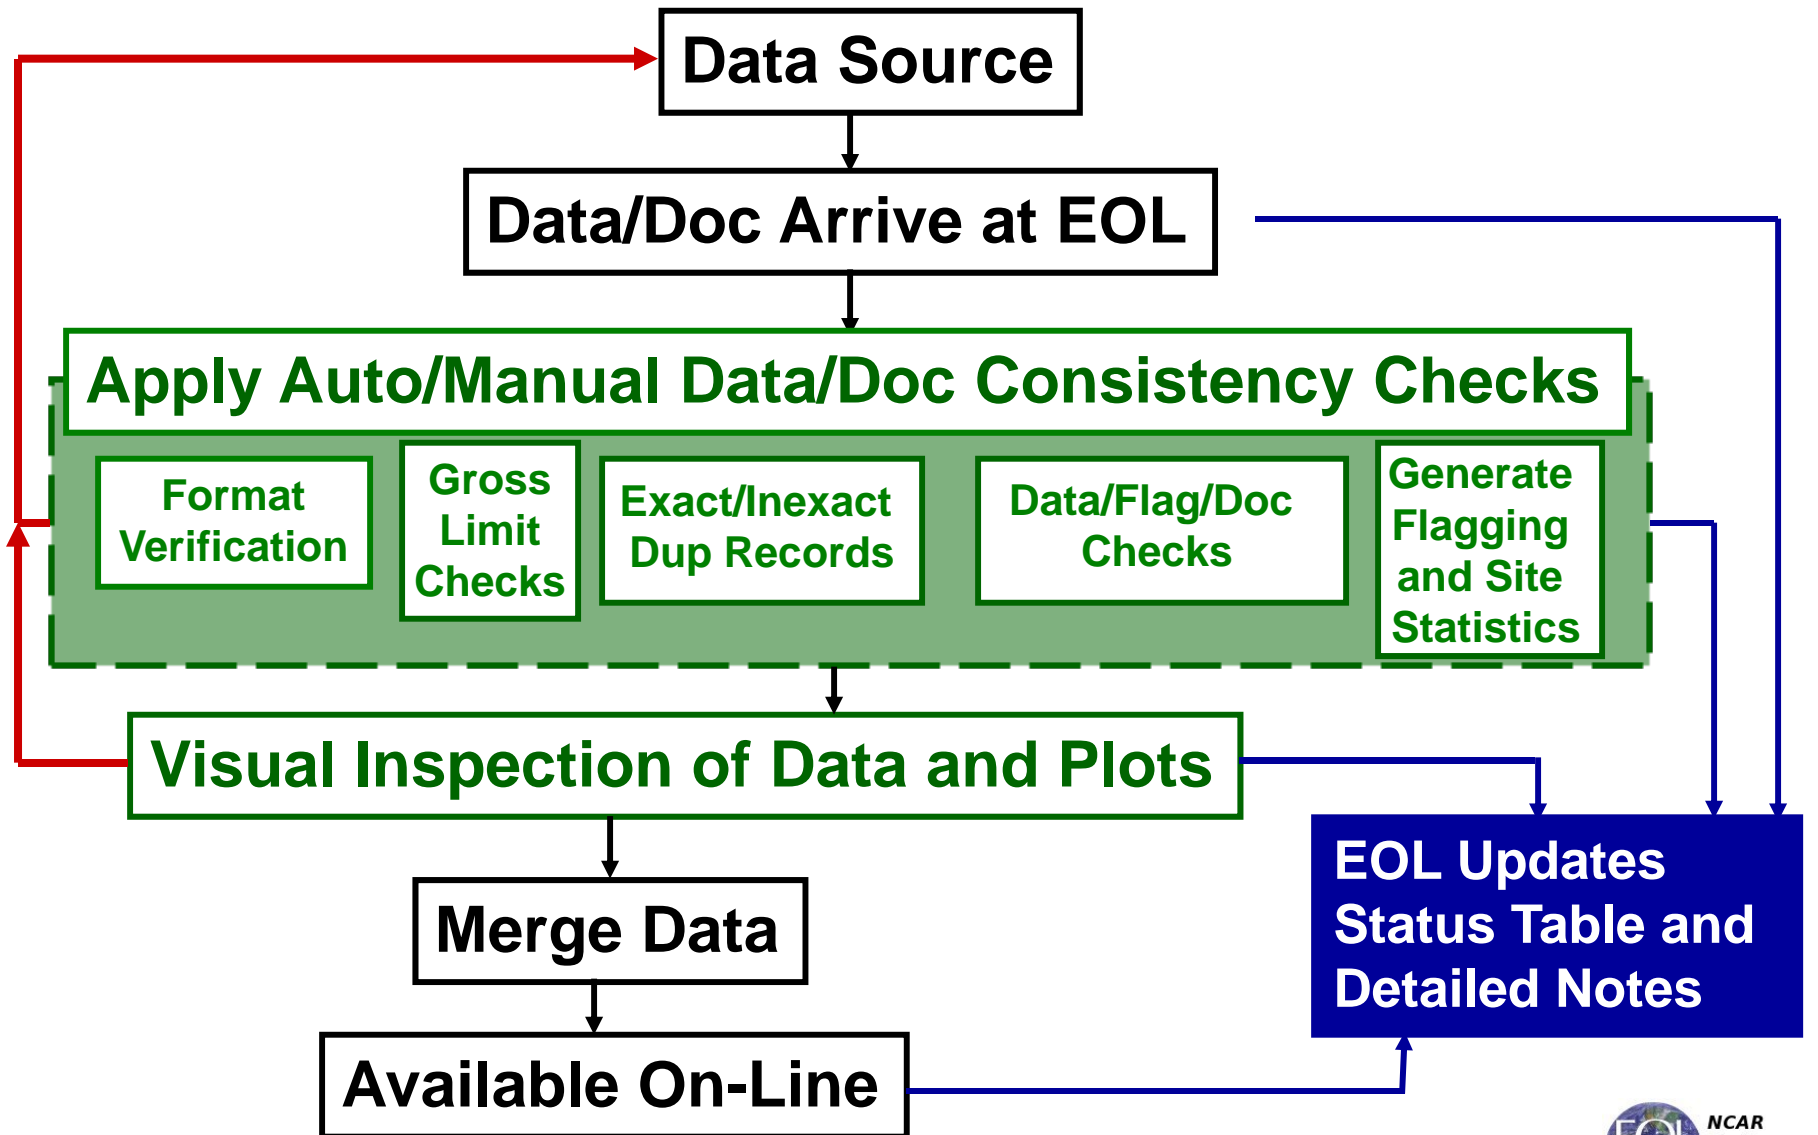 Data Source
Data/Doc Arrive at EOL
Apply Auto/Manual Data/Doc Consistency Checks
Format
Verification
Gross
Limit
Checks
Exact/Inexact
Dup Records
Data/Flag/Doc
Checks
Generate
Flagging
and Site
Statistics
Visual Inspection of Data and Plots
EOL Updates
Status Table and
Detailed Notes
Merge Data
Available On-Line
EOL
NCAR